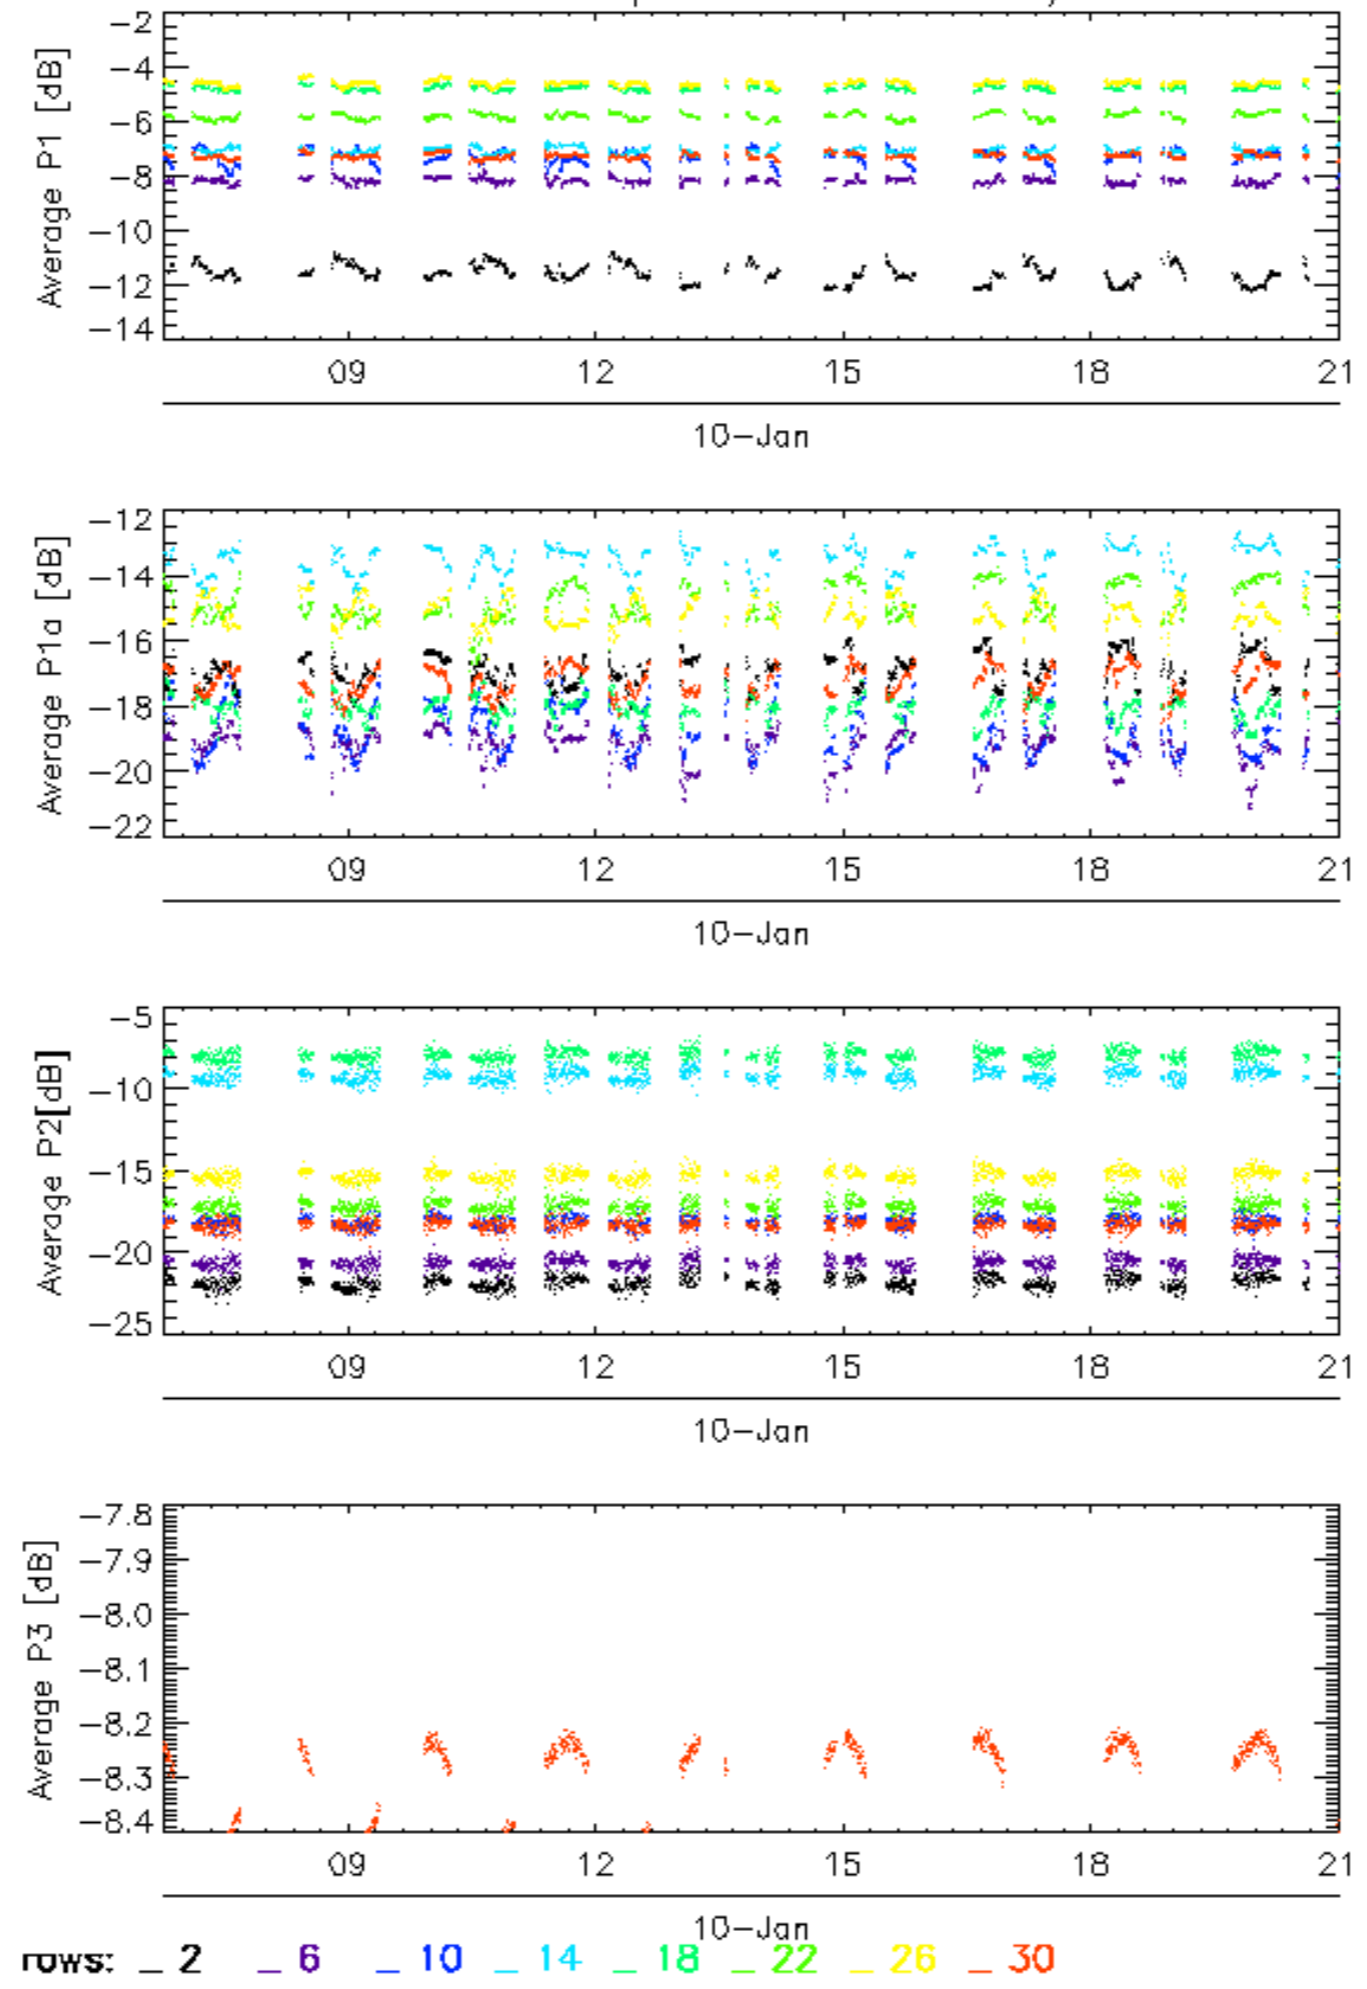 Average P1 [dB]
-2
-4
-6
-8
-10
-12
-14
09 12 15 18 21
10-Jan
Average P1a [dB]
-12
-14
-16
-18
-20
-22
09 12 15 18 21
10-Jan
Average P2[dB]
-5
-10
-15
-20
-25
09 12 15 18 21
10-Jan
Average P3 [dB]
-7.8
-7.9
-8.0
-8.1
-8.2
-8.3
-8.4
09 12 15 18 21
10-Jan
rows: _ 2 _ 6 _ 10 _ 14 _ 18 _ 22 _ 26 _ 30